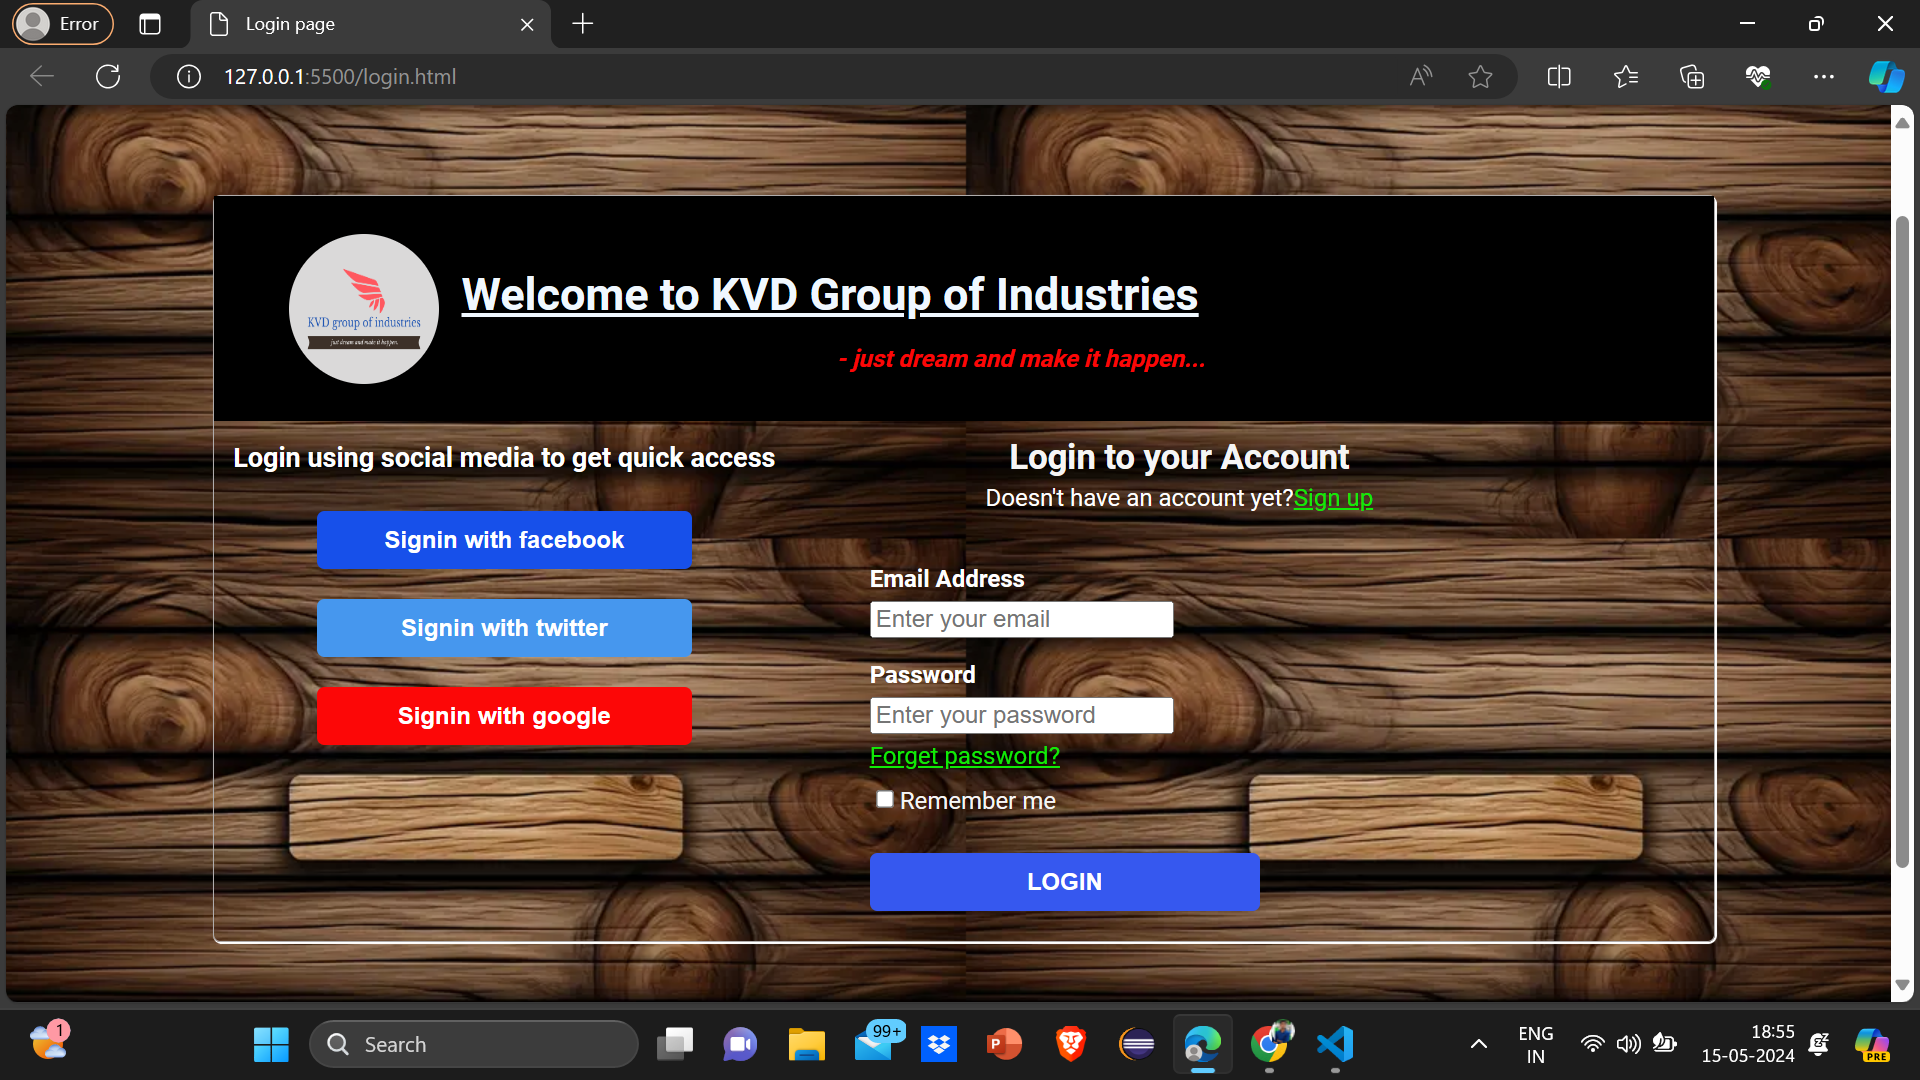 Error
Login page
127.0.0.1:5500/login.html
KVD group of industries
just dream and make it happen.
Welcome to KVD Group of Industries
- just dream and make it happen...
Login using social media to get quick access
Signin with facebook
Signin with twitter
Signin with google
Login to your Account
Doesn't have an account yet?Sign up
Email Address
Enter your email
Password
Enter your password
Forget password?
Remember me
LOGIN
1
Search
99+
P
ENG
IN
18:55
15-05-2024
PRE